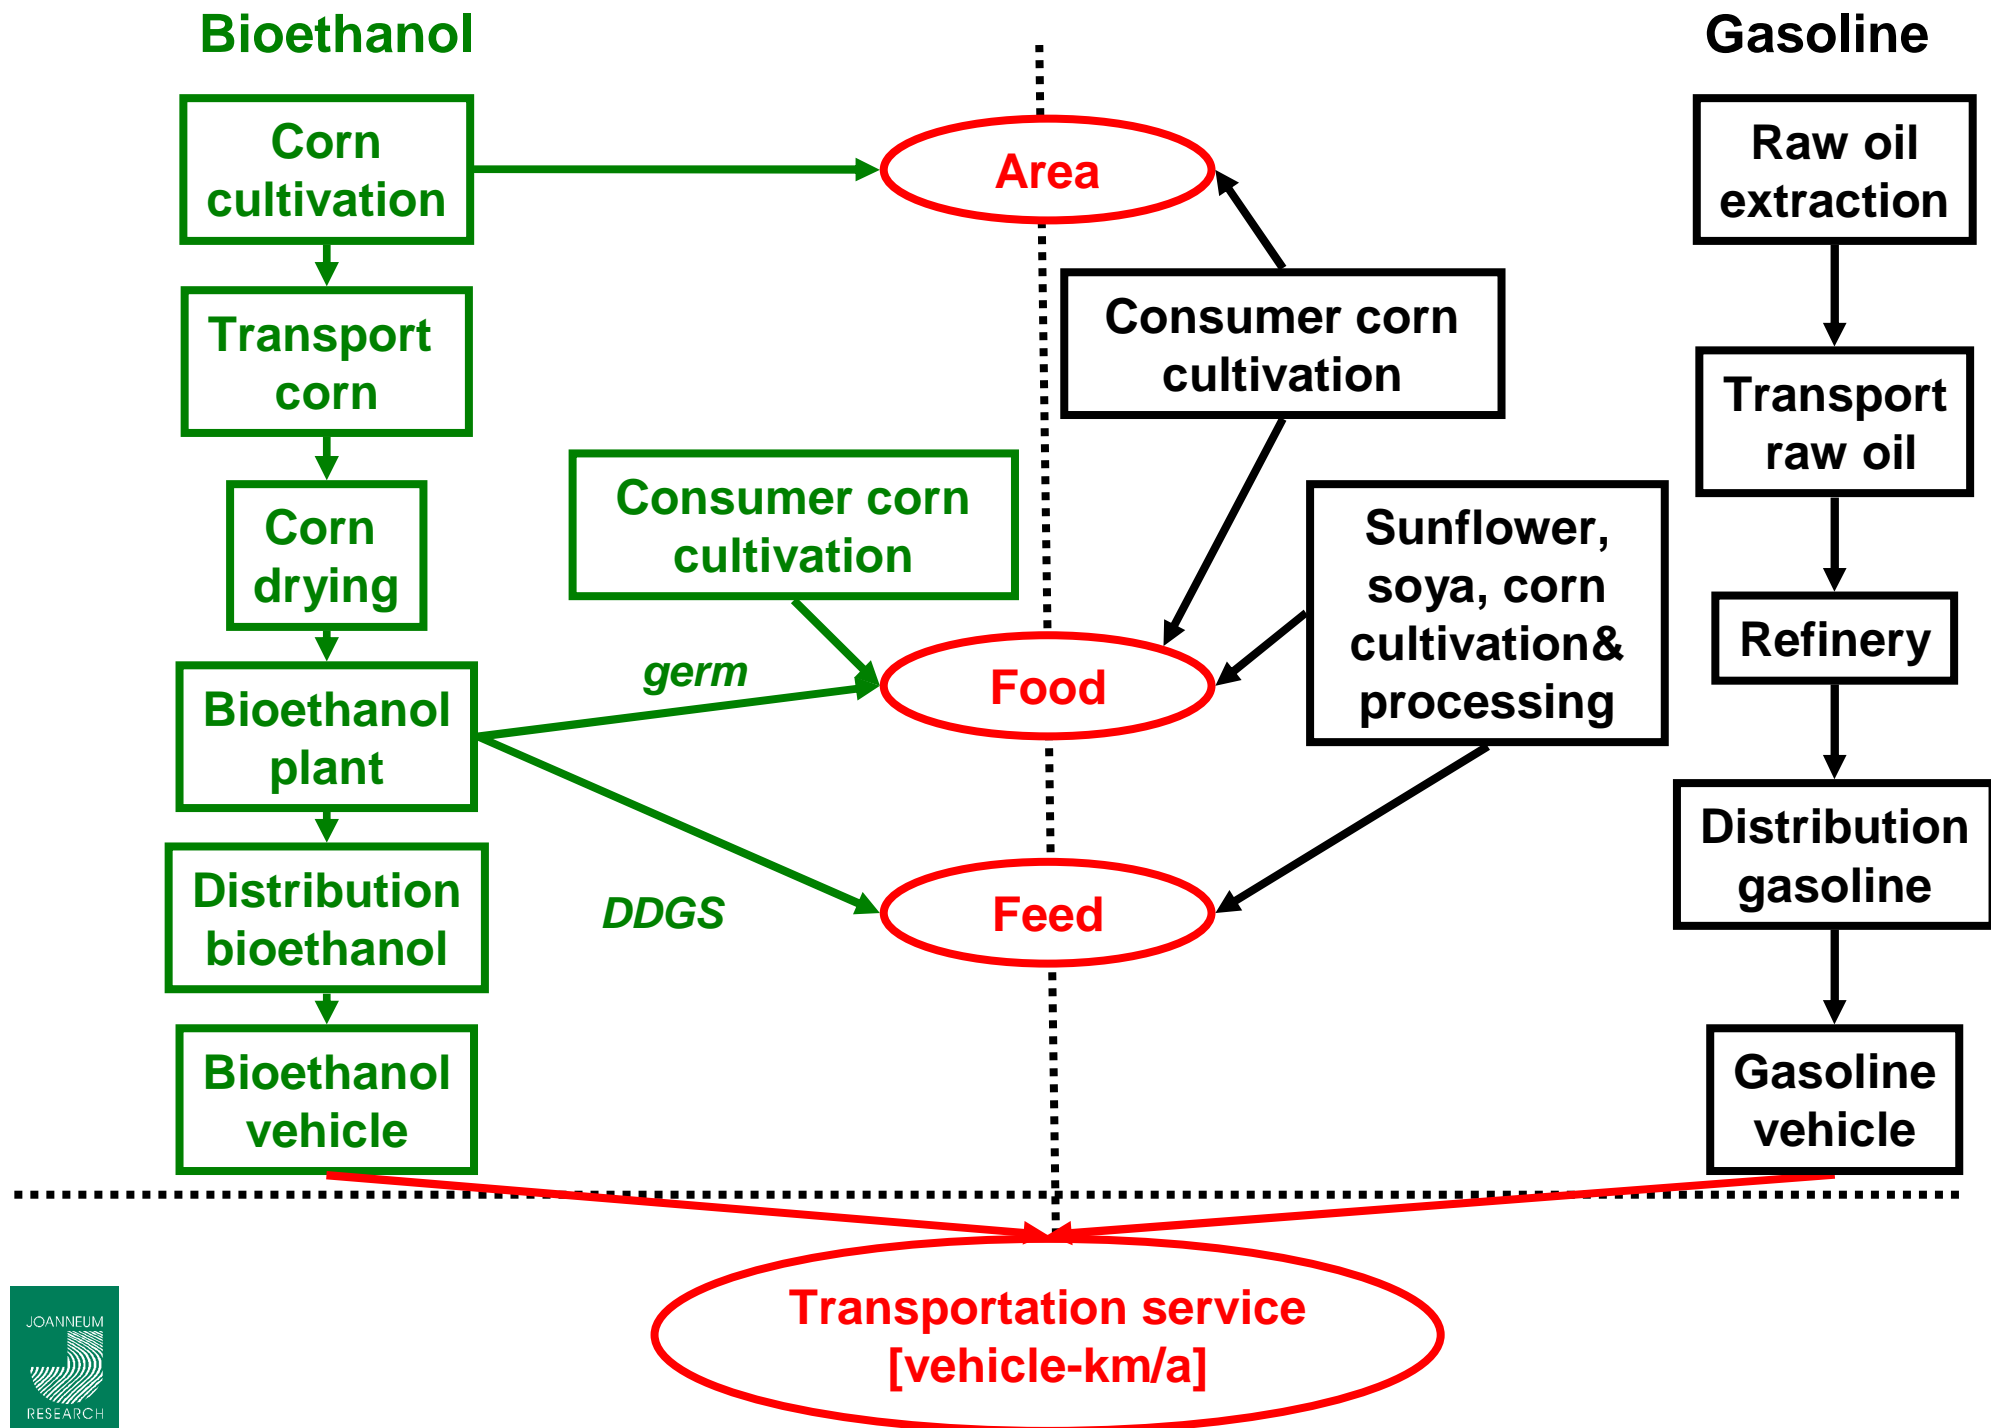 Bioethanol
Gasoline
Corn
cultivation
Area
Raw oil
extraction
Transport
corn
Consumer corn
cultivation
Transport
raw oil
Corn
drying
Consumer corn
cultivation
Sunflower,
soya, corn
cultivation&
processing
Refinery
germ
Food
Bioethanol
plant
Distribution
gasoline
Distribution
bioethanol
DDGS
Feed
Bioethanol
vehicle
Gasoline
vehicle
Transportation service
[vehicle-km/a]
JOANNEUM
RESEARCH